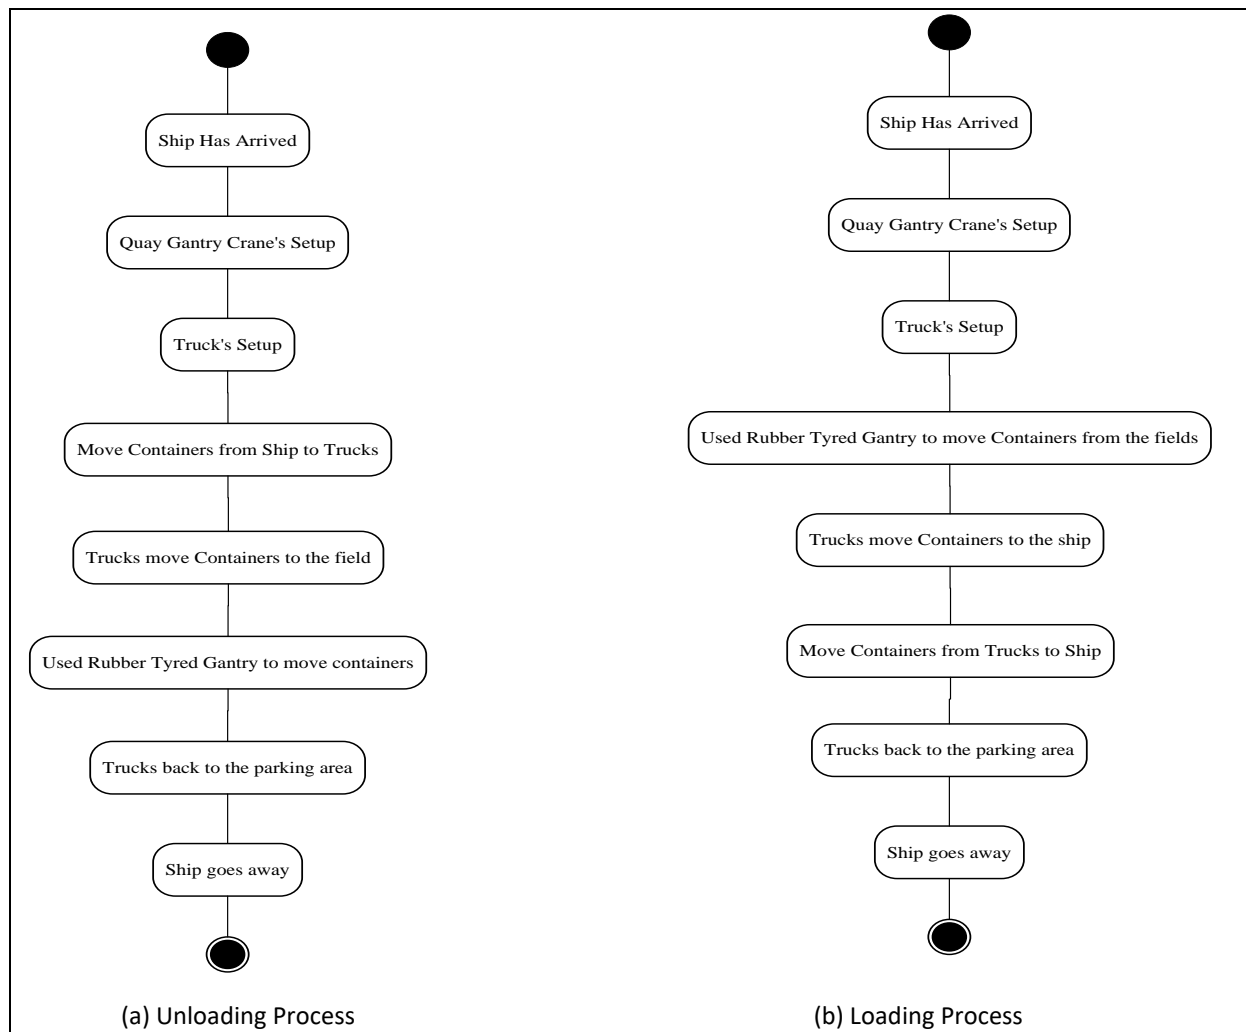 Ship Has Arrived
Quay Gantry Crane's Setup
Truck's Setup
Move Containers from Ship to Trucks
Trucks move Containers to the field
Used Rubber Tyred Gantry to move containers
Trucks back to the parking area
Ship goes away
(a) Unloading Process
Ship Has Arrived
Quay Gantry Crane's Setup
Truck's Setup
Used Rubber Tyred Gantry to move Containers from the fields
Trucks move Containers to the ship
Move Containers from Trucks to Ship
Trucks back to the parking area
Ship goes away
(b) Loading Process